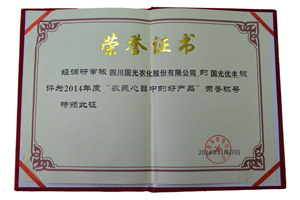 荣誉证书
经调研审核 四川国光农化股份有限公司 的 国光优丰 被
评为2014年度“农民心目中的好产品”荣誉称号
特颁此证